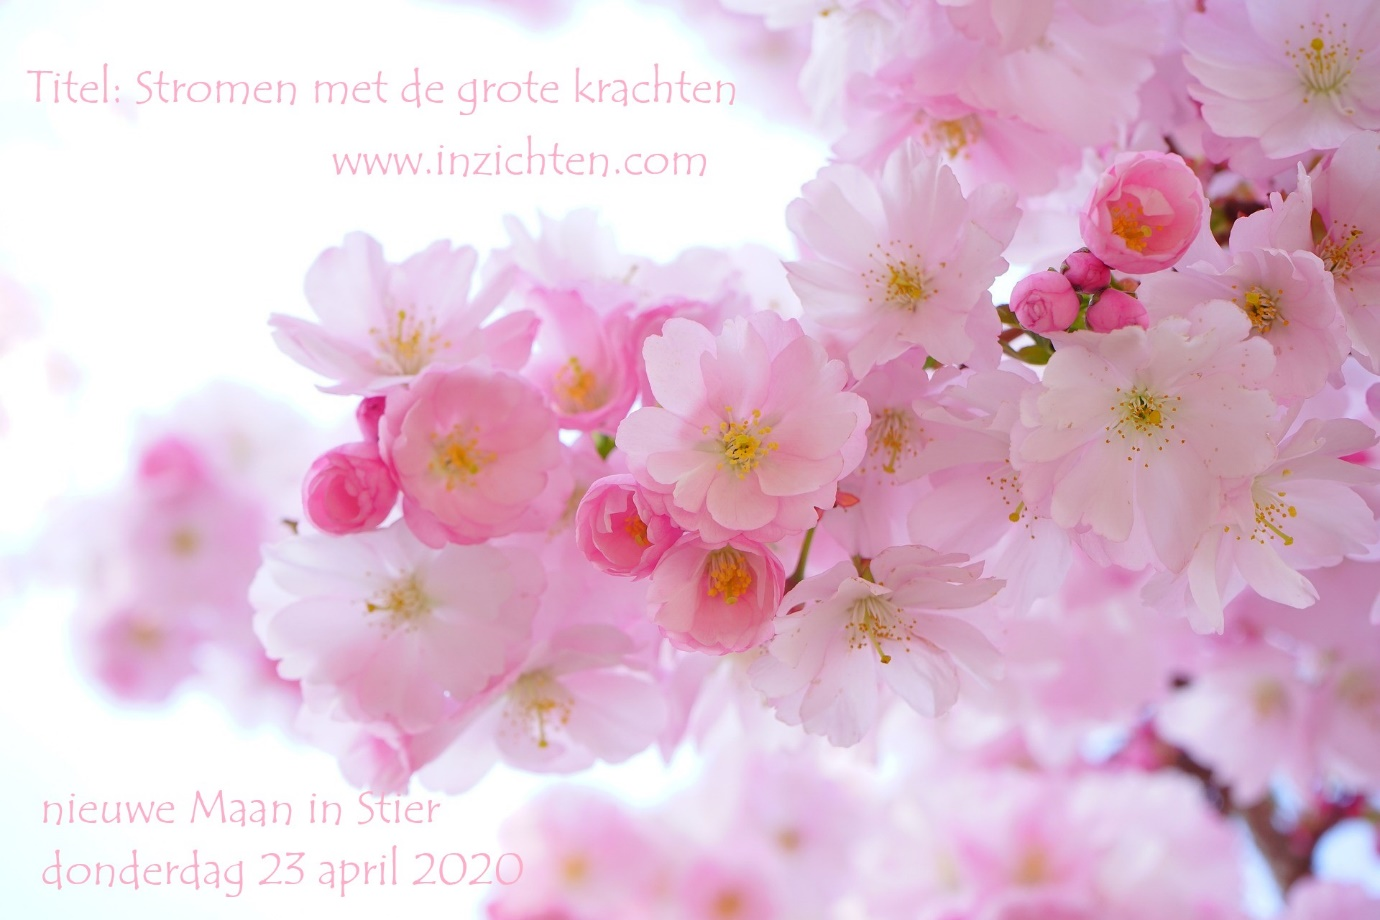 Titel: Stromen met de grote krachten
www.inzichten.com
nieuwe Maan in Stier
donderdag 23 april 2020